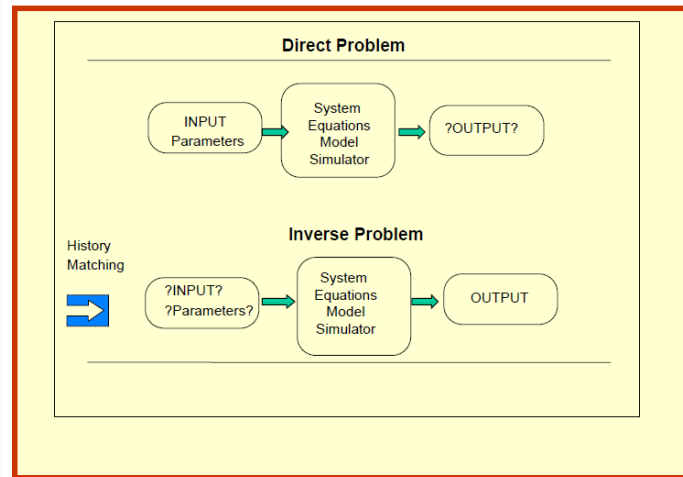 Direct Problem
INPUT
Parameters
System
Equations
Model
Simulator
?OUTPUT?
Inverse Problem
History
Matching
?INPUT?
?Parameters?
System
Equations
Model
Simulator
OUTPUT